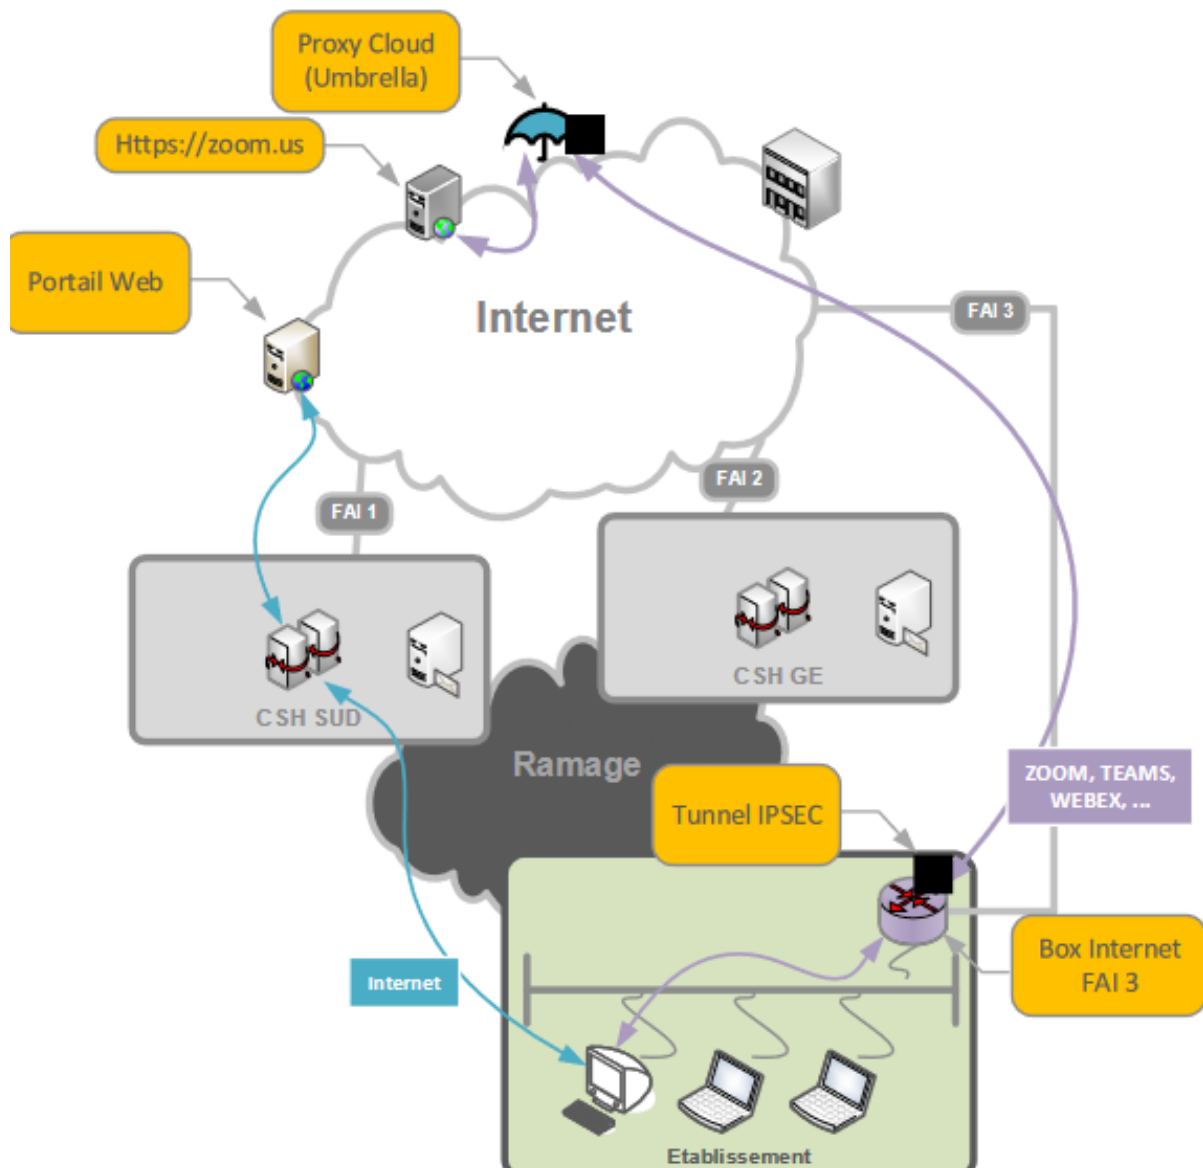 Proxy Cloud
(Umbrella)
Https://zoom.us
Portail Web
Internet
FAI 3
FAI 2
FAI 1
CSH GE
CSH SUD
Ramage
ZOOM, TEAMS,
WEBEX, ...
Tunnel IPSEC
Box Internet
FAI 3
Internet
Etablissement